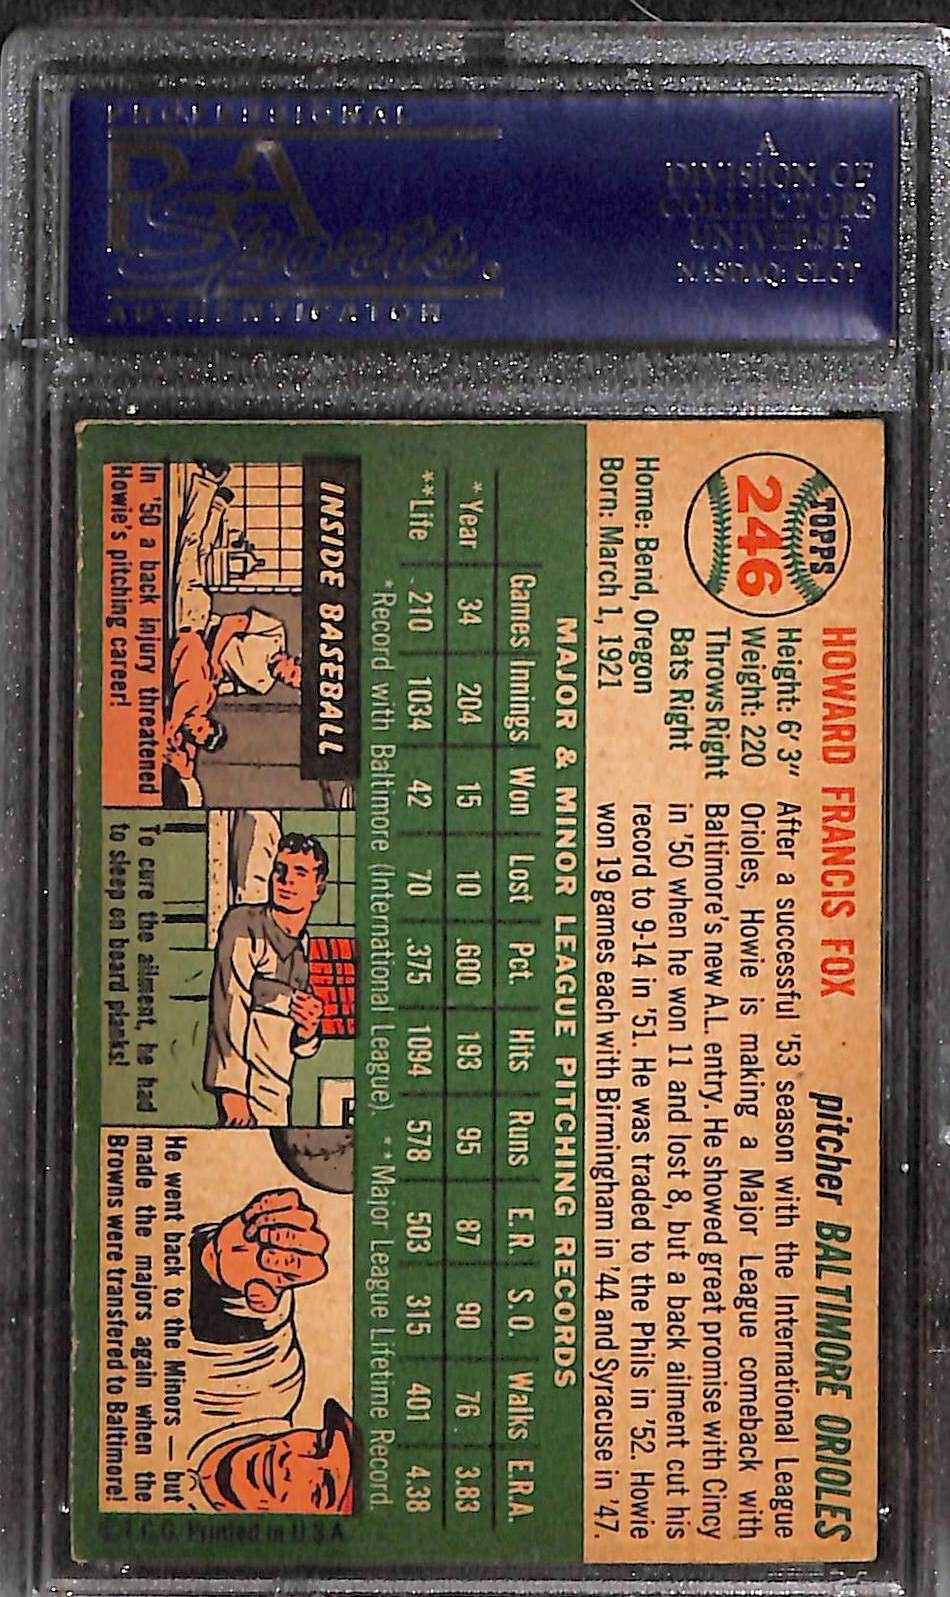 PROFESSIONAL
PSA
Sports
AUTHENTICATOR
A
DIVISION OF
COLLECTORS
UNIVERSE
NASDAQ: CLCT
TOPPS
246
HOWARD FRANCIS FOX pitcher BALTIMORE ORIOLES
Height: 6' 3"
Weight: 220
Throws Right
Bats Right
Home: Bend, Oregon
Born: March 1, 1921
After a successful '53 season with the International League
Orioles, Howie is making a Major League comeback with
Baltimore's new A.L. entry. He showed great promise with Cincy
in '50 when he won 11 and lost 8, but a back ailment cut his
record to 9-14 in '51. He was traded to the Phils in '52. Howie
won 19 games each with Birmingham in '44 and Syracuse in '47.
MAJOR & MINOR LEAGUE PITCHING RECORDS
Games Innings Won Lost Pct. Hits Runs E.R. S.O. Walks E.R.A.
*Year 34 204 15 10 .600 193 95 87 90 76 3.83
**Life 210 1034 42 70 .375 1094 578 503 315 401 4.38
*Record with Baltimore (International League). **Major League Lifetime Record.
INSIDE BASEBALL
In '50 a back injury threatened
Howie's pitching career!
To cure the ailment, he had
to sleep on board planks!
He went back to the Minors — but
made the majors again when the
Browns were transfered to Baltimore!
©T.C.G. Printed in U.S.A.